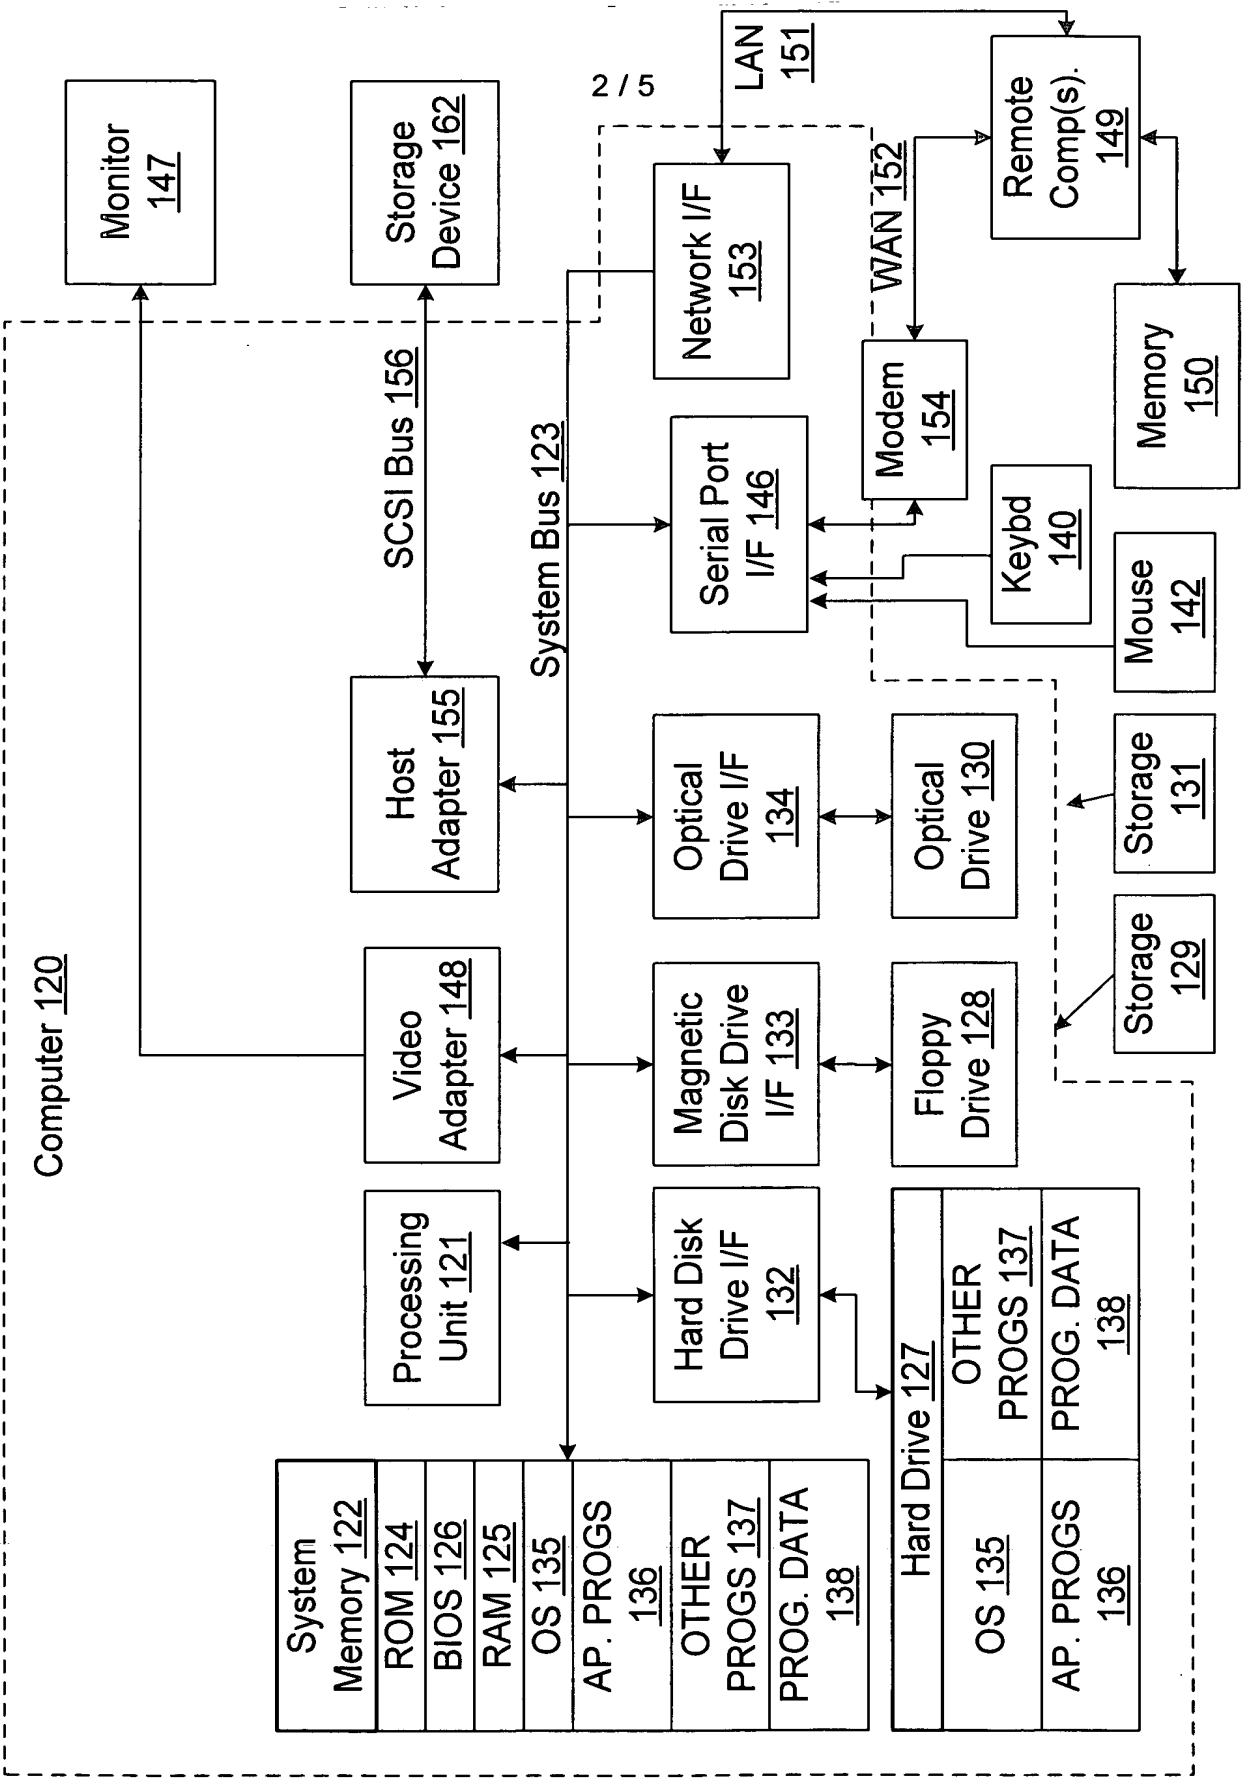 2 / 5
Computer 120
Monitor
147
Storage
Device 162
SCSI Bus 156
Host
Adapter 155
Video
Adapter 148
Processing
Unit 121
System Bus 123
System
Memory 122
ROM 124
BIOS 126
RAM 125
OS 135
AP. PROGS
136
OTHER
PROGS 137
PROG. DATA
138
Hard Disk
Drive I/F
132
Magnetic
Disk Drive
I/F 133
Optical
Drive I/F
134
Serial Port
I/F 146
Network I/F
153
LAN
151
Hard Drive 127
OS 135
OTHER
PROGS 137
AP. PROGS
136
PROG. DATA
138
Floppy
Drive 128
Optical
Drive 130
Modem
154
WAN 152
Remote
Comp(s).
149
Keybd
140
Storage
129
Storage
131
Mouse
142
Memory
150